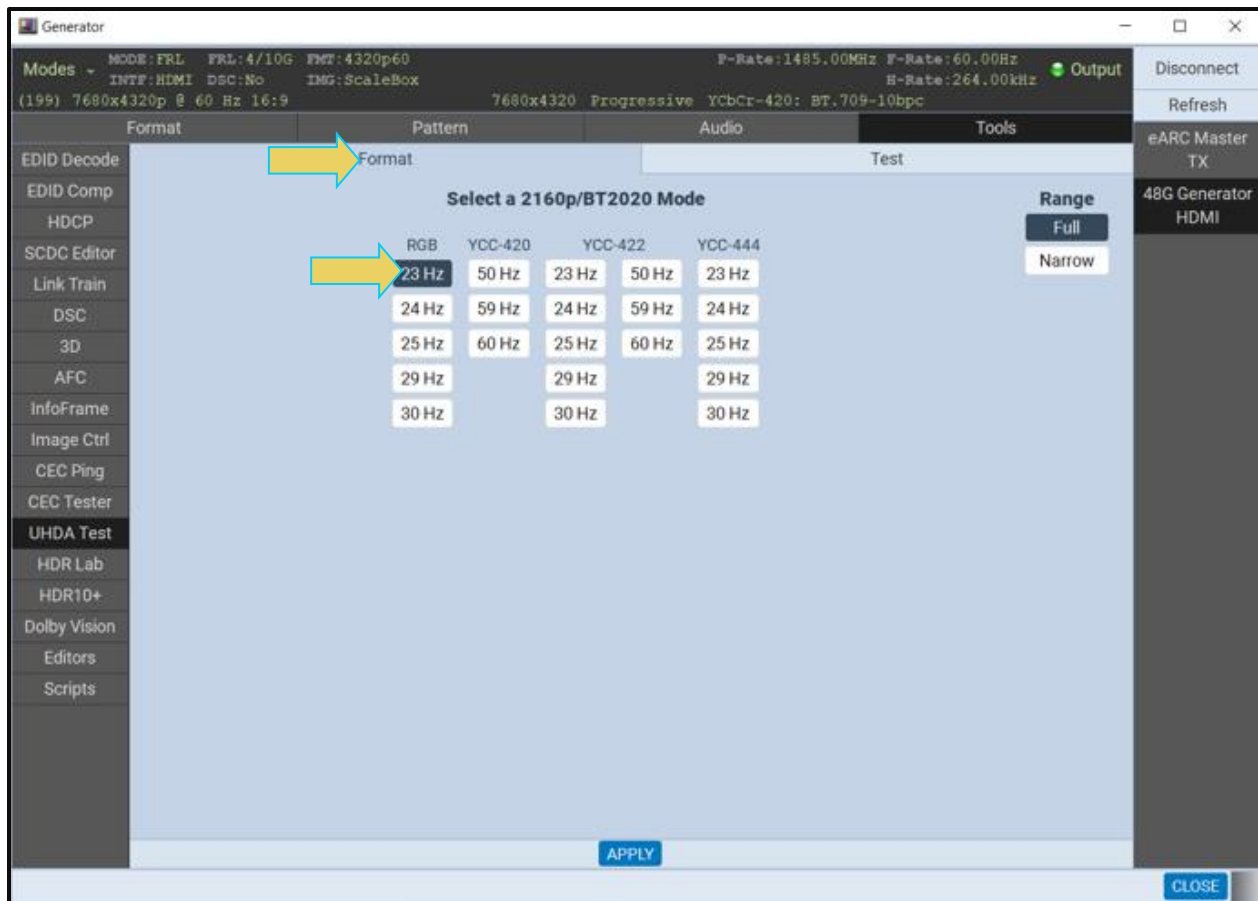 Generator
Modes MODE:FRL FRL:4/10G FMT:4320p60 P-Rate:1485.00MHz F-Rate:60.00Hz Output
INTF:HDMI DSC:No IMG:ScaleBox H-Rate:264.00kHz
(199) 7680x4320p @ 60 Hz 16:9 7680x4320 Progressive YCbCr-420: BT.709-10bpc
Disconnect
Refresh
Format Pattern Audio Tools
eARC Master
TX
48G Generator
HDMI
EDID Decode
EDID Comp
HDCP
SCDC Editor
Link Train
DSC
3D
AFC
InfoFrame
Image Ctrl
CEC Ping
CEC Tester
UHDA Test
HDR Lab
HDR10+
Dolby Vision
Editors
Scripts
Format Test
Select a 2160p/BT2020 Mode
Range
Full
Narrow
RGB YCC-420 YCC-422 YCC-444
23 Hz 50 Hz 23 Hz 50 Hz 23 Hz
24 Hz 59 Hz 24 Hz 59 Hz 24 Hz
25 Hz 60 Hz 25 Hz 60 Hz 25 Hz
29 Hz 29 Hz 29 Hz
30 Hz 30 Hz 30 Hz
APPLY
CLOSE